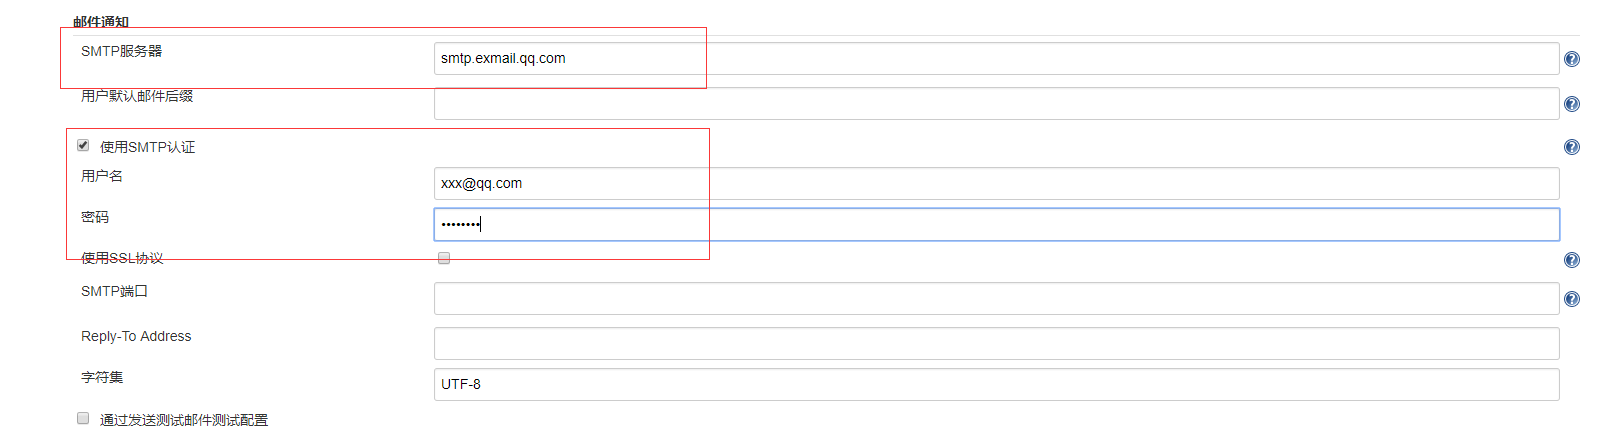 邮件通知
SMTP服务器
smtp.exmail.qq.com
用户默认邮件后缀
使用SMTP认证
用户名
xxx@qq.com
密码
••••••••
使用SSL协议
SMTP端口
Reply-To Address
字符集
UTF-8
通过发送测试邮件测试配置